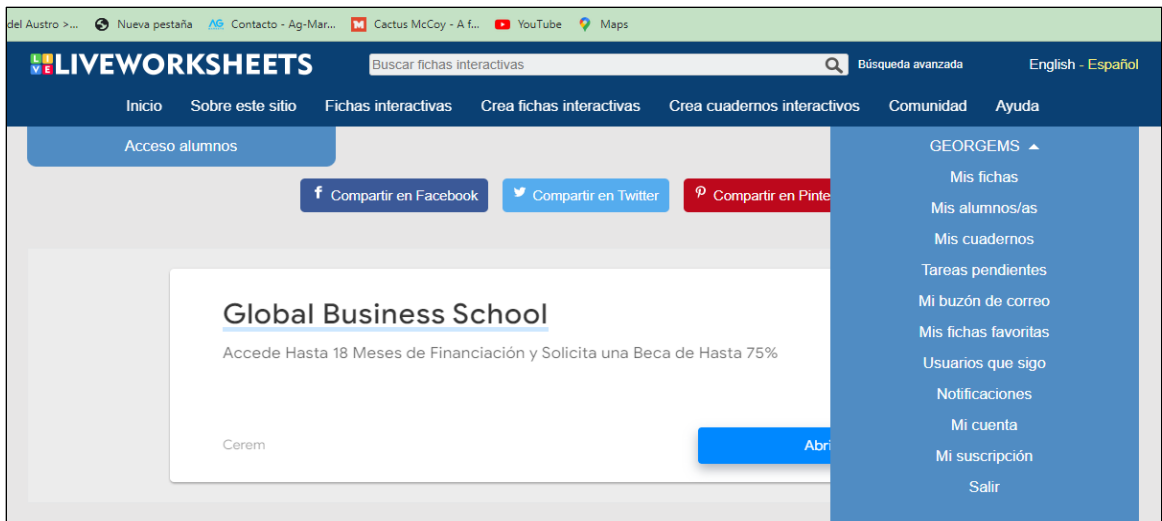 del Austro >... Nueva pestaña AG Contacto - Ag-Mar... M Cactus McCoy - A f... YouTube Maps
LIVE LIVEWORKSHEETS Buscar fichas interactivas Búsqueda avanzada English - Español
Inicio Sobre este sitio Fichas interactivas Crea fichas interactivas Crea cuadernos interactivos Comunidad Ayuda
Acceso alumnos
GEORGEMS
Mis fichas
Mis alumnos/as
Mis cuadernos
Tareas pendientes
Mi buzón de correo
Mis fichas favoritas
Usuarios que sigo
Notificaciones
Mi cuenta
Mi suscripción
Salir
Compartir en Facebook Compartir en Twitter Compartir en Pinte
Global Business School
Accede Hasta 18 Meses de Financiación y Solicita una Beca de Hasta 75%
Cerem Abri